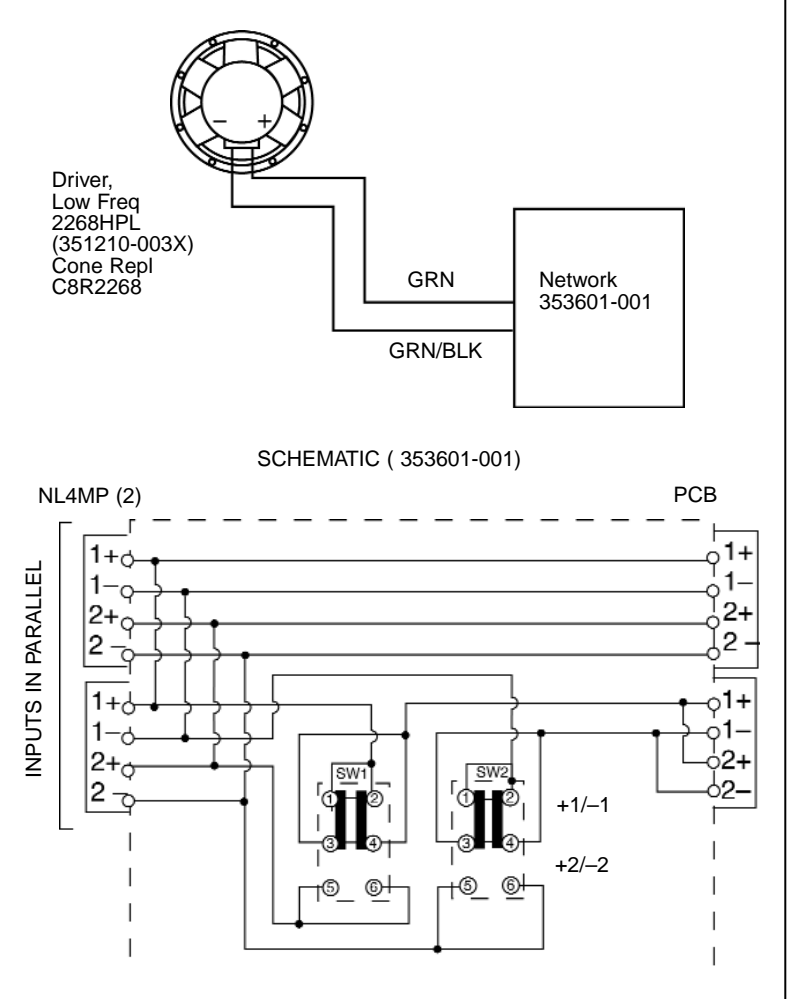 – +
Driver,
Low Freq
2268HPL
(351210-003X)
Cone Repl
C8R2268
GRN
GRN/BLK
Network
353601-001
SCHEMATIC ( 353601-001)
NL4MP (2)
PCB
INPUTS IN PARALLEL
1+
1–
2+
2 –
1+
1–
2+
2 –
1+
1–
2+
2 –
1+
1–
2+
2–
SW1
1 2
3 4
5 6
SW2
1 2
3 4
5 6
+1/–1
+2/–2